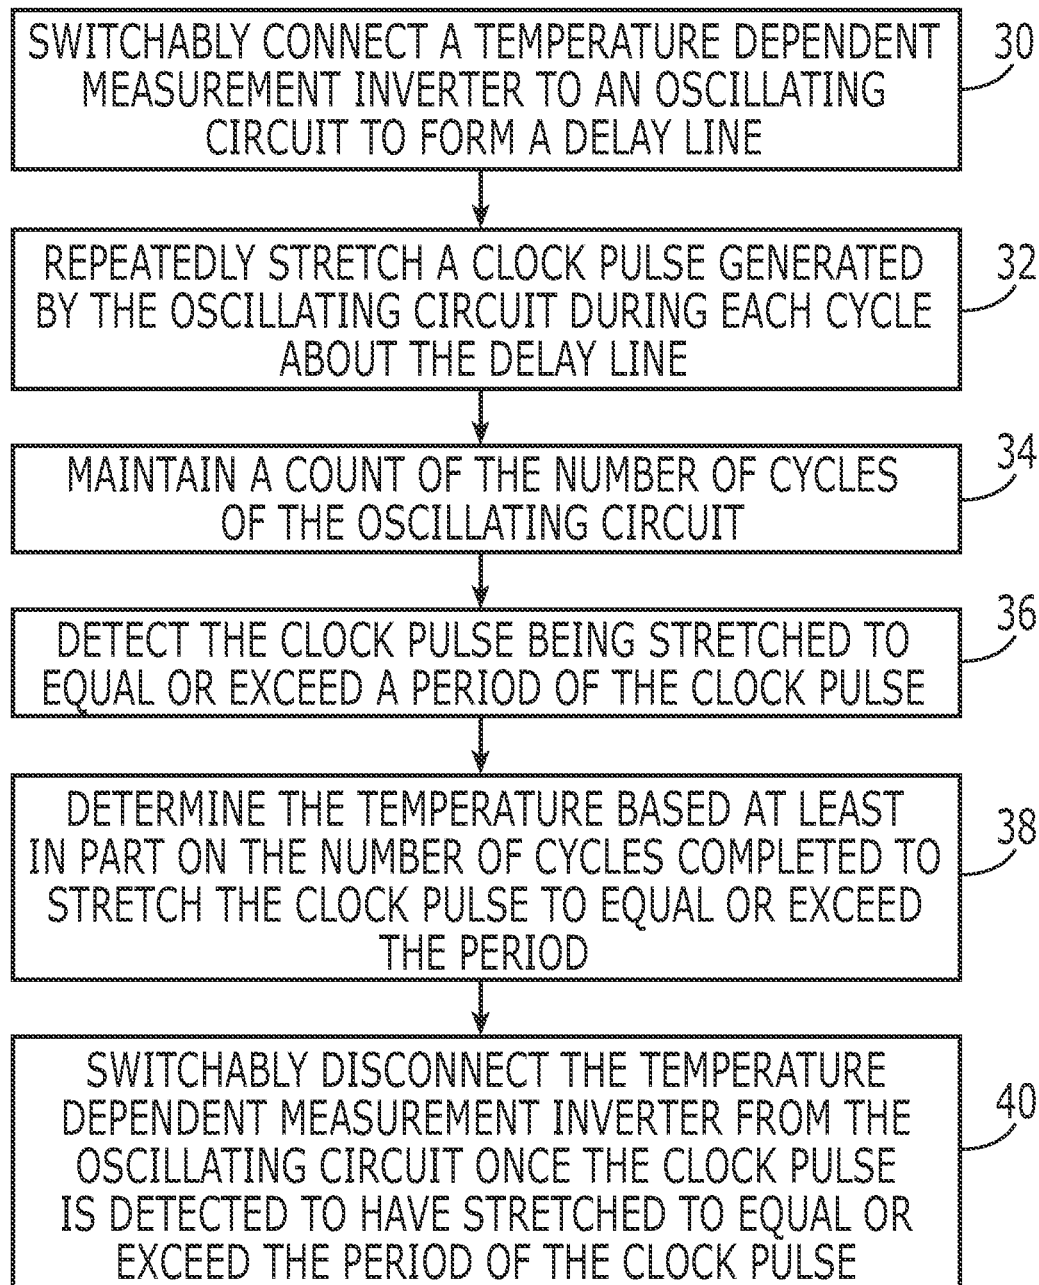 SWITCHABLY CONNECT A TEMPERATURE DEPENDENT
MEASUREMENT INVERTER TO AN OSCILLATING
CIRCUIT TO FORM A DELAY LINE
30
REPEATEDLY STRETCH A CLOCK PULSE GENERATED
BY THE OSCILLATING CIRCUIT DURING EACH CYCLE
ABOUT THE DELAY LINE
32
MAINTAIN A COUNT OF THE NUMBER OF CYCLES
OF THE OSCILLATING CIRCUIT
34
DETECT THE CLOCK PULSE BEING STRETCHED TO
EQUAL OR EXCEED A PERIOD OF THE CLOCK PULSE
36
DETERMINE THE TEMPERATURE BASED AT LEAST
IN PART ON THE NUMBER OF CYCLES COMPLETED TO
STRETCH THE CLOCK PULSE TO EQUAL OR EXCEED
THE PERIOD
38
SWITCHABLY DISCONNECT THE TEMPERATURE
DEPENDENT MEASUREMENT INVERTER FROM THE
OSCILLATING CIRCUIT ONCE THE CLOCK PULSE
IS DETECTED TO HAVE STRETCHED TO EQUAL OR
EXCEED THE PERIOD OF THE CLOCK PULSE
40